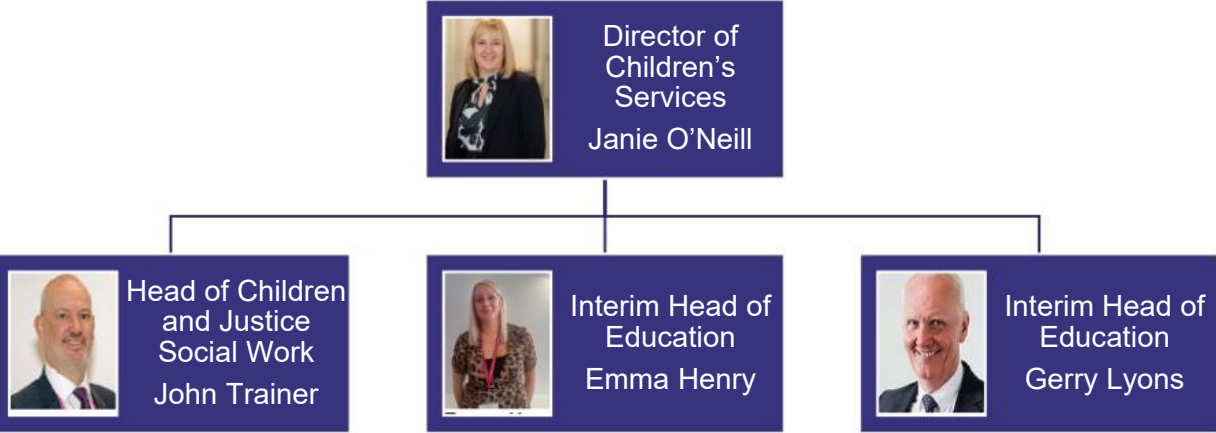 Director of
Children’s
Services
Janie O’Neill
Head of Children
and Justice
Social Work
John Trainer
Interim Head of
Education
Emma Henry
Interim Head of
Education
Gerry Lyons